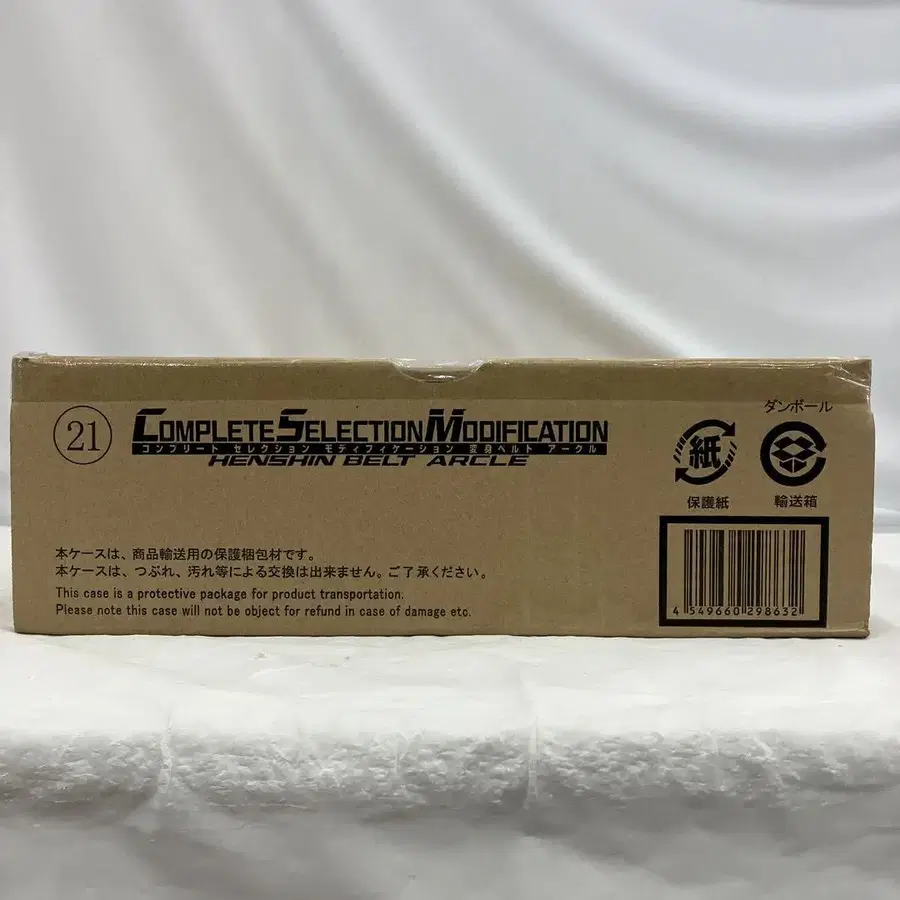 21
COMPLETE SELECTION MODIFICATION
コンプリート セレクション モディフィケーション 変身ベルト アークル
HENSHIN BELT ARCLE
ダンボール
紙
保護紙
輸送箱
本ケースは、商品輸送用の保護梱包材です。
本ケースは、つぶれ、汚れ等による交換は出来ません。ご了承ください。
This case is a protective package for product transportation.
Please note this case will not be object for refund in case of damage etc.
4 549660 298632